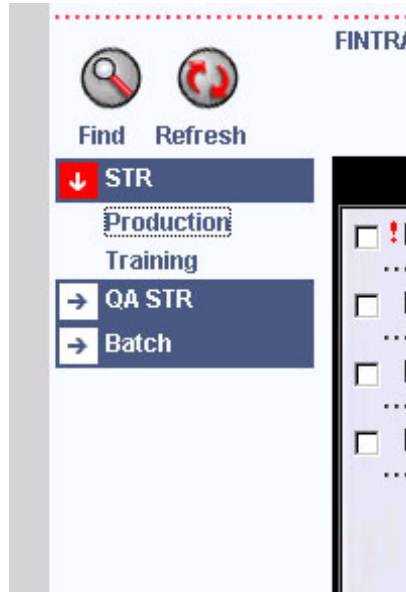 FINTRA
Find Refresh
STR
Production
Training
QA STR
Batch